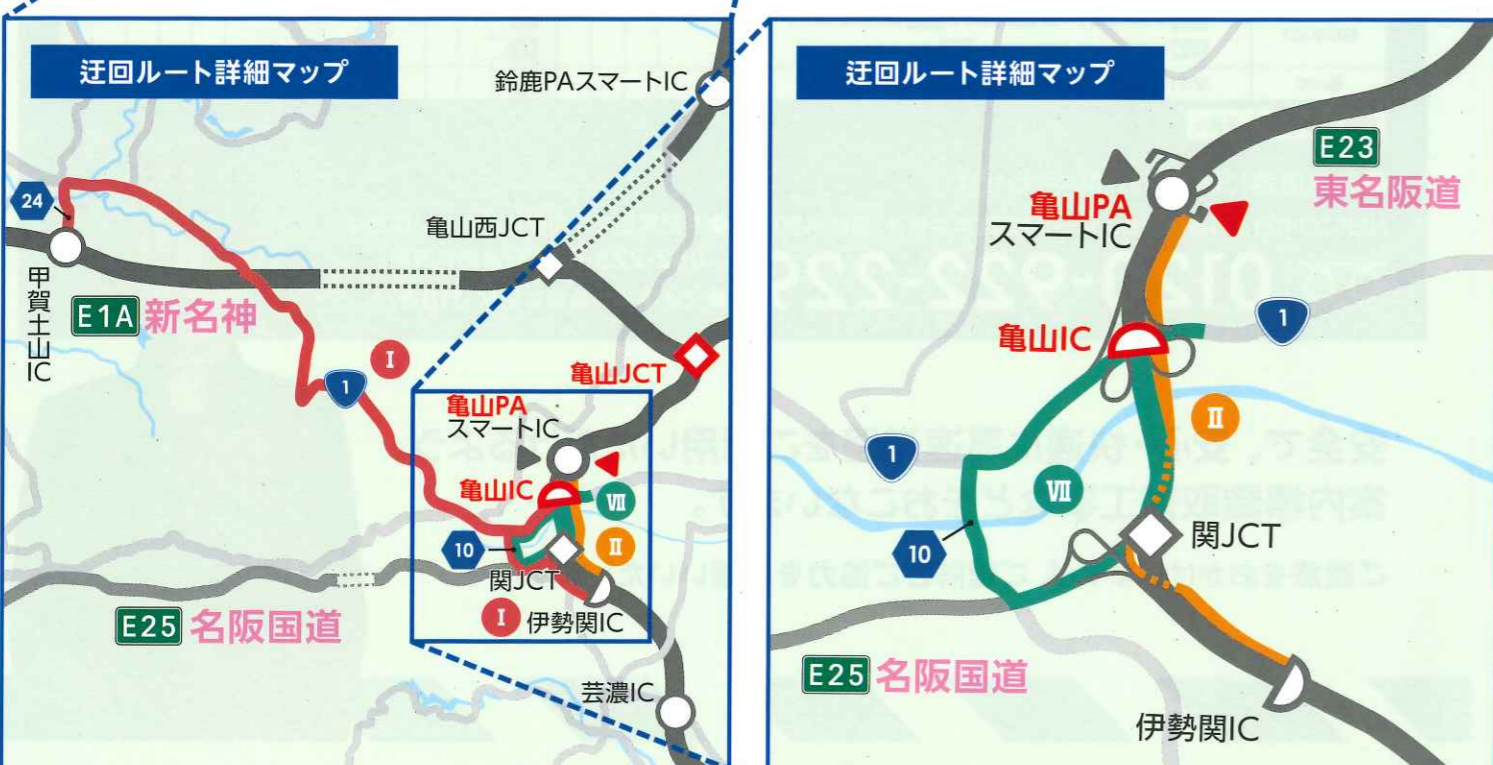 迂回ルート詳細マップ
鈴鹿PAスマートIC
24
亀山西JCT
甲賀土山IC
E1A 新名神
I
1
亀山JCT
亀山PA
スマートIC
亀山IC
VII
10
II
関JCT
E25 名阪国道
I
伊勢関IC
芸濃IC
迂回ルート詳細マップ
E23
東名阪道
亀山PA
スマートIC
亀山IC
1
II
1
VII
10
関JCT
E25 名阪国道
伊勢関IC